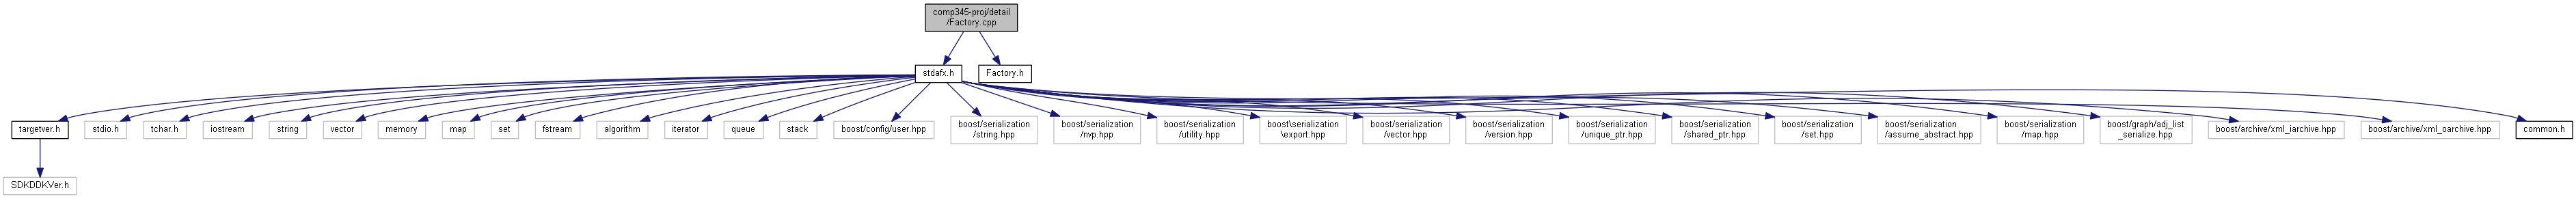 comp345-proj/detail
/Factory.cpp
stdafx.h
Factory.h
targetver.h
stdio.h
tchar.h
iostream
string
vector
memory
map
set
fstream
algorithm
iterator
queue
stack
boost/config/user.hpp
boost/serialization
/string.hpp
boost/serialization
/nvp.hpp
boost/serialization
/utility.hpp
boost\serialization
\export.hpp
boost/serialization
/vector.hpp
boost/serialization
/version.hpp
boost/serialization
/unique_ptr.hpp
boost/serialization
/shared_ptr.hpp
boost/serialization
/set.hpp
boost/serialization
/assume_abstract.hpp
boost/serialization
/map.hpp
boost/graph/adj_list
_serialize.hpp
boost/archive/xml_iarchive.hpp
boost/archive/xml_oarchive.hpp
common.h
SDKDDKVer.h